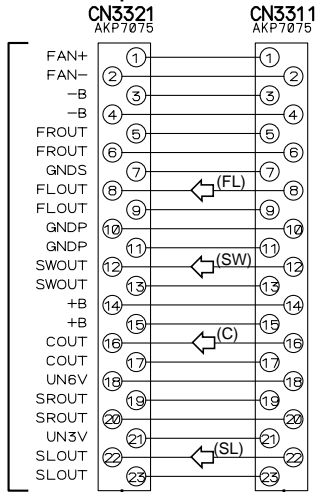 CN3321 CN3311
AKP7075 AKP7075
FAN+ 1 1
FAN- 2 2
-B 3 3
-B 4 4
FROUT 5 5
FROUT 6 6
GNDS 7 7
FLOUT 8 (FL) 8
FLOUT 9 9
GNDP 10 10
GNDP 11 11
SWOUT 12 (SW) 12
SWOUT 13 13
+B 14 14
+B 15 15
COUT 16 (C) 16
COUT 17 17
UN6V 18 18
SROUT 19 19
SROUT 20 20
UN3V 21 21
SLOUT 22 (SL) 22
SLOUT 23 23